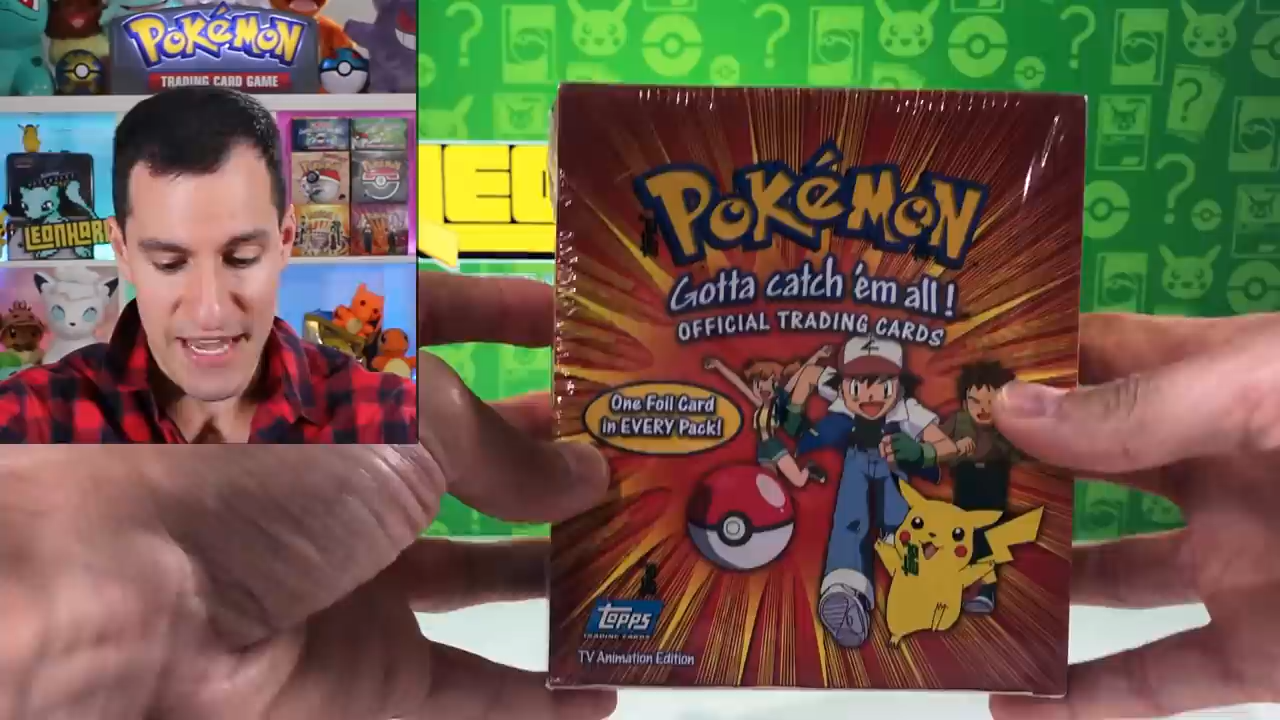 POKéMON
TRADING CARD GAME
LEONHAR
POKéMON
Gotta catch 'em all!
OFFICIAL TRADING CARDS
One Foil Card
in EVERY Pack!
Topps
TRADING CARDS
TV Animation Edition